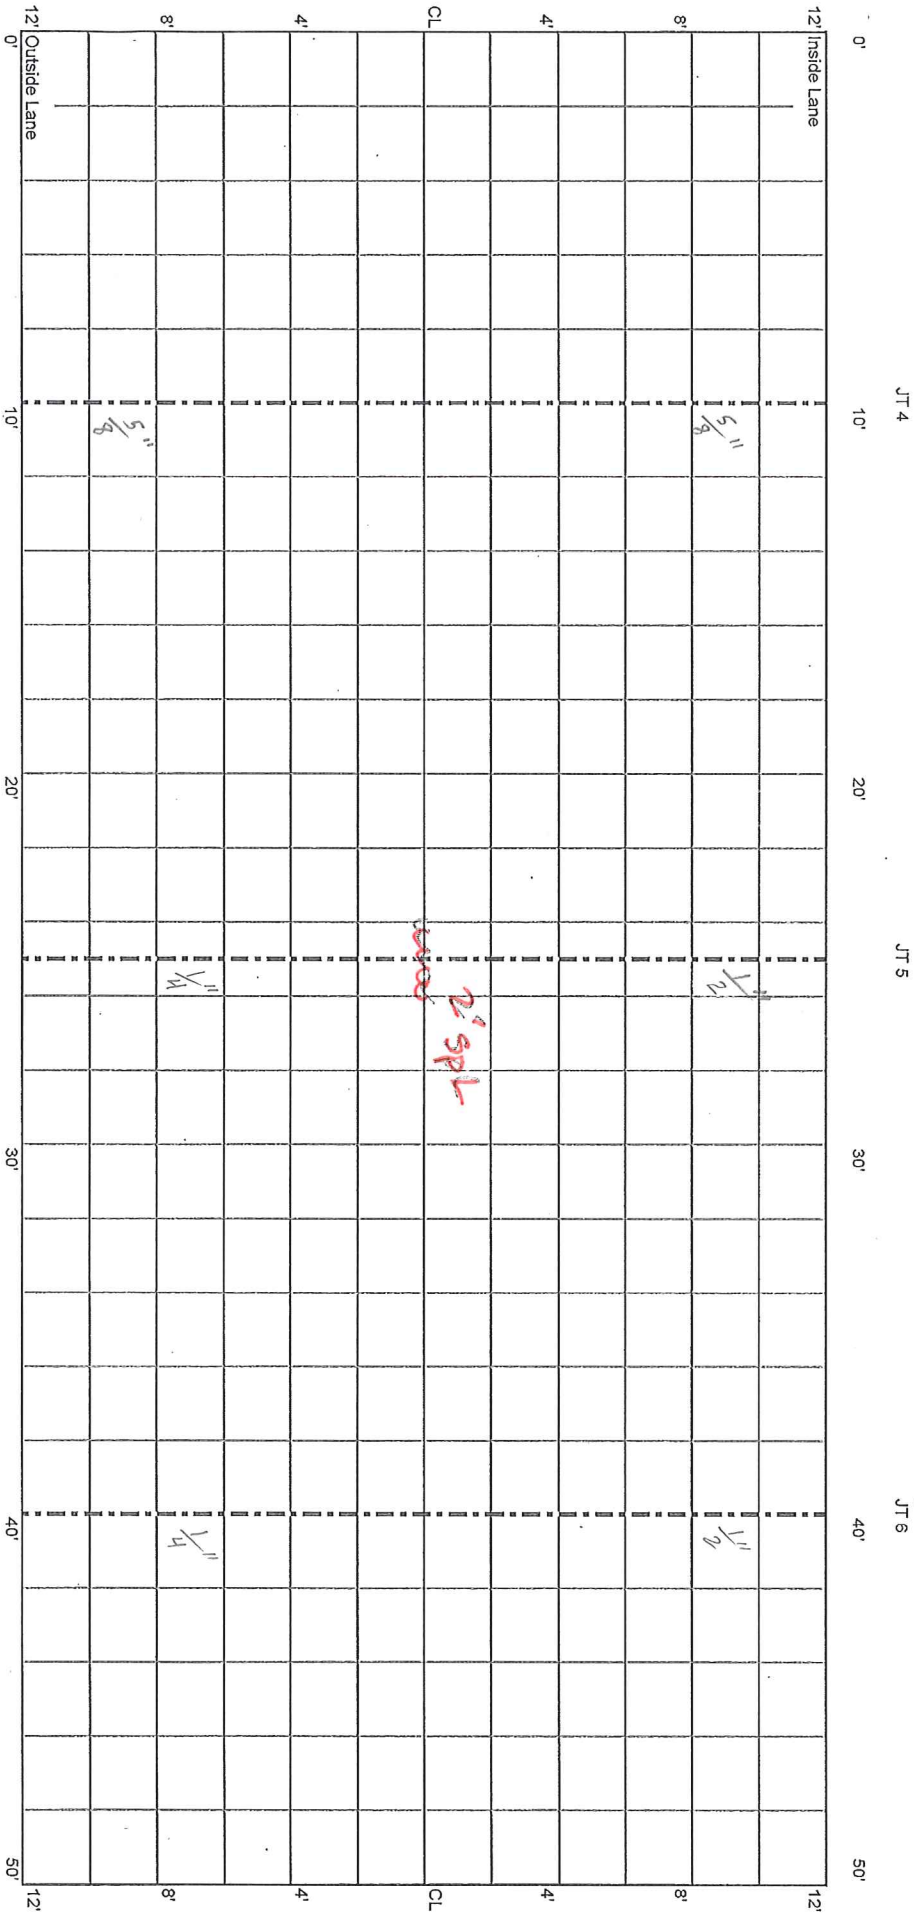 JT 4 JT 5 JT 6
0' 10' 20' 30' 40' 50'
12' Inside Lane 12'
8' 8'
5/8" 1/2" 1/2"
4' 4'
2' SPL
CL CL
4' 4'
8' 8'
5/8" 1/4" 1/4"
12' Outside Lane 12'
0' 10' 20' 30' 40' 50'